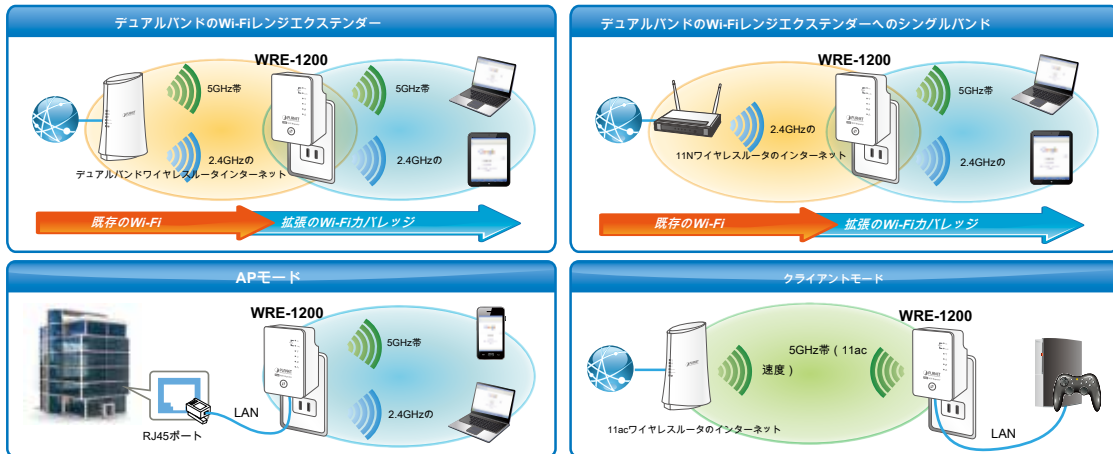 デュアルバンドのWi-Fiレンジエクステンダー
WRE-1200
5GHz帯
5GHz帯
2.4GHzの
2.4GHzの
デュアルバンドワイヤレスルータインターネット
既存のWi-Fi
拡張のWi-Fiカバレッジ
デュアルバンドのWi-Fiレンジエクステンダーへのシングルバンド
WRE-1200
5GHz帯
2.4GHzの
11Nワイヤレスルータのインターネット
2.4GHzの
既存のWi-Fi
拡張のWi-Fiカバレッジ
APモード
WRE-1200
5GHz帯
LAN
2.4GHzの
RJ45ポート
クライアントモード
WRE-1200
5GHz帯（11ac
速度）
11acワイヤレスルータのインターネット
LAN